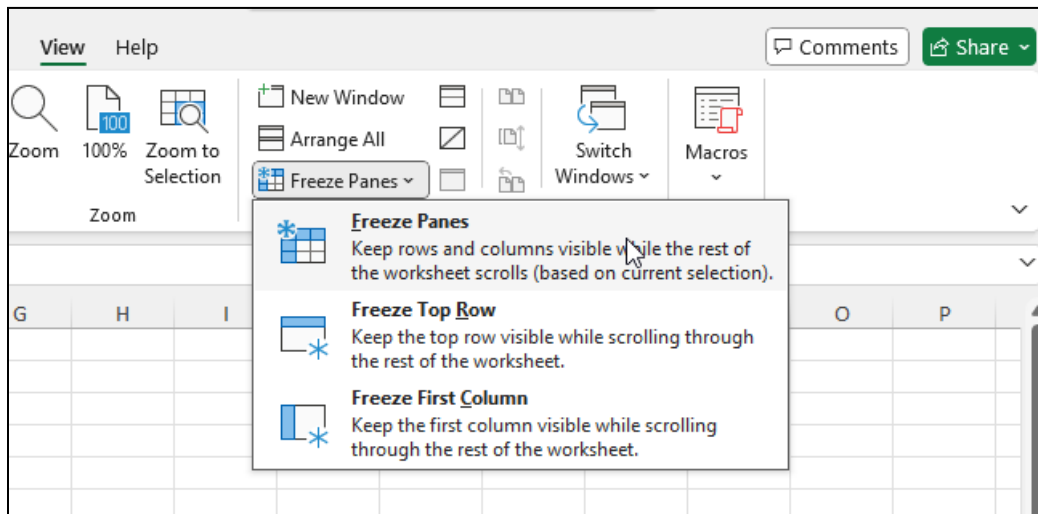 View Help Comments Share
100
New Window
Arrange All
Zoom 100% Zoom to
Selection
Freeze Panes
Switch
Windows
Macros
Zoom
Freeze Panes
Keep rows and columns visible while the rest of
the worksheet scrolls (based on current selection).
Freeze Top Row
Keep the top row visible while scrolling through
the rest of the worksheet.
Freeze First Column
Keep the first column visible while scrolling
through the rest of the worksheet.
G H I O P